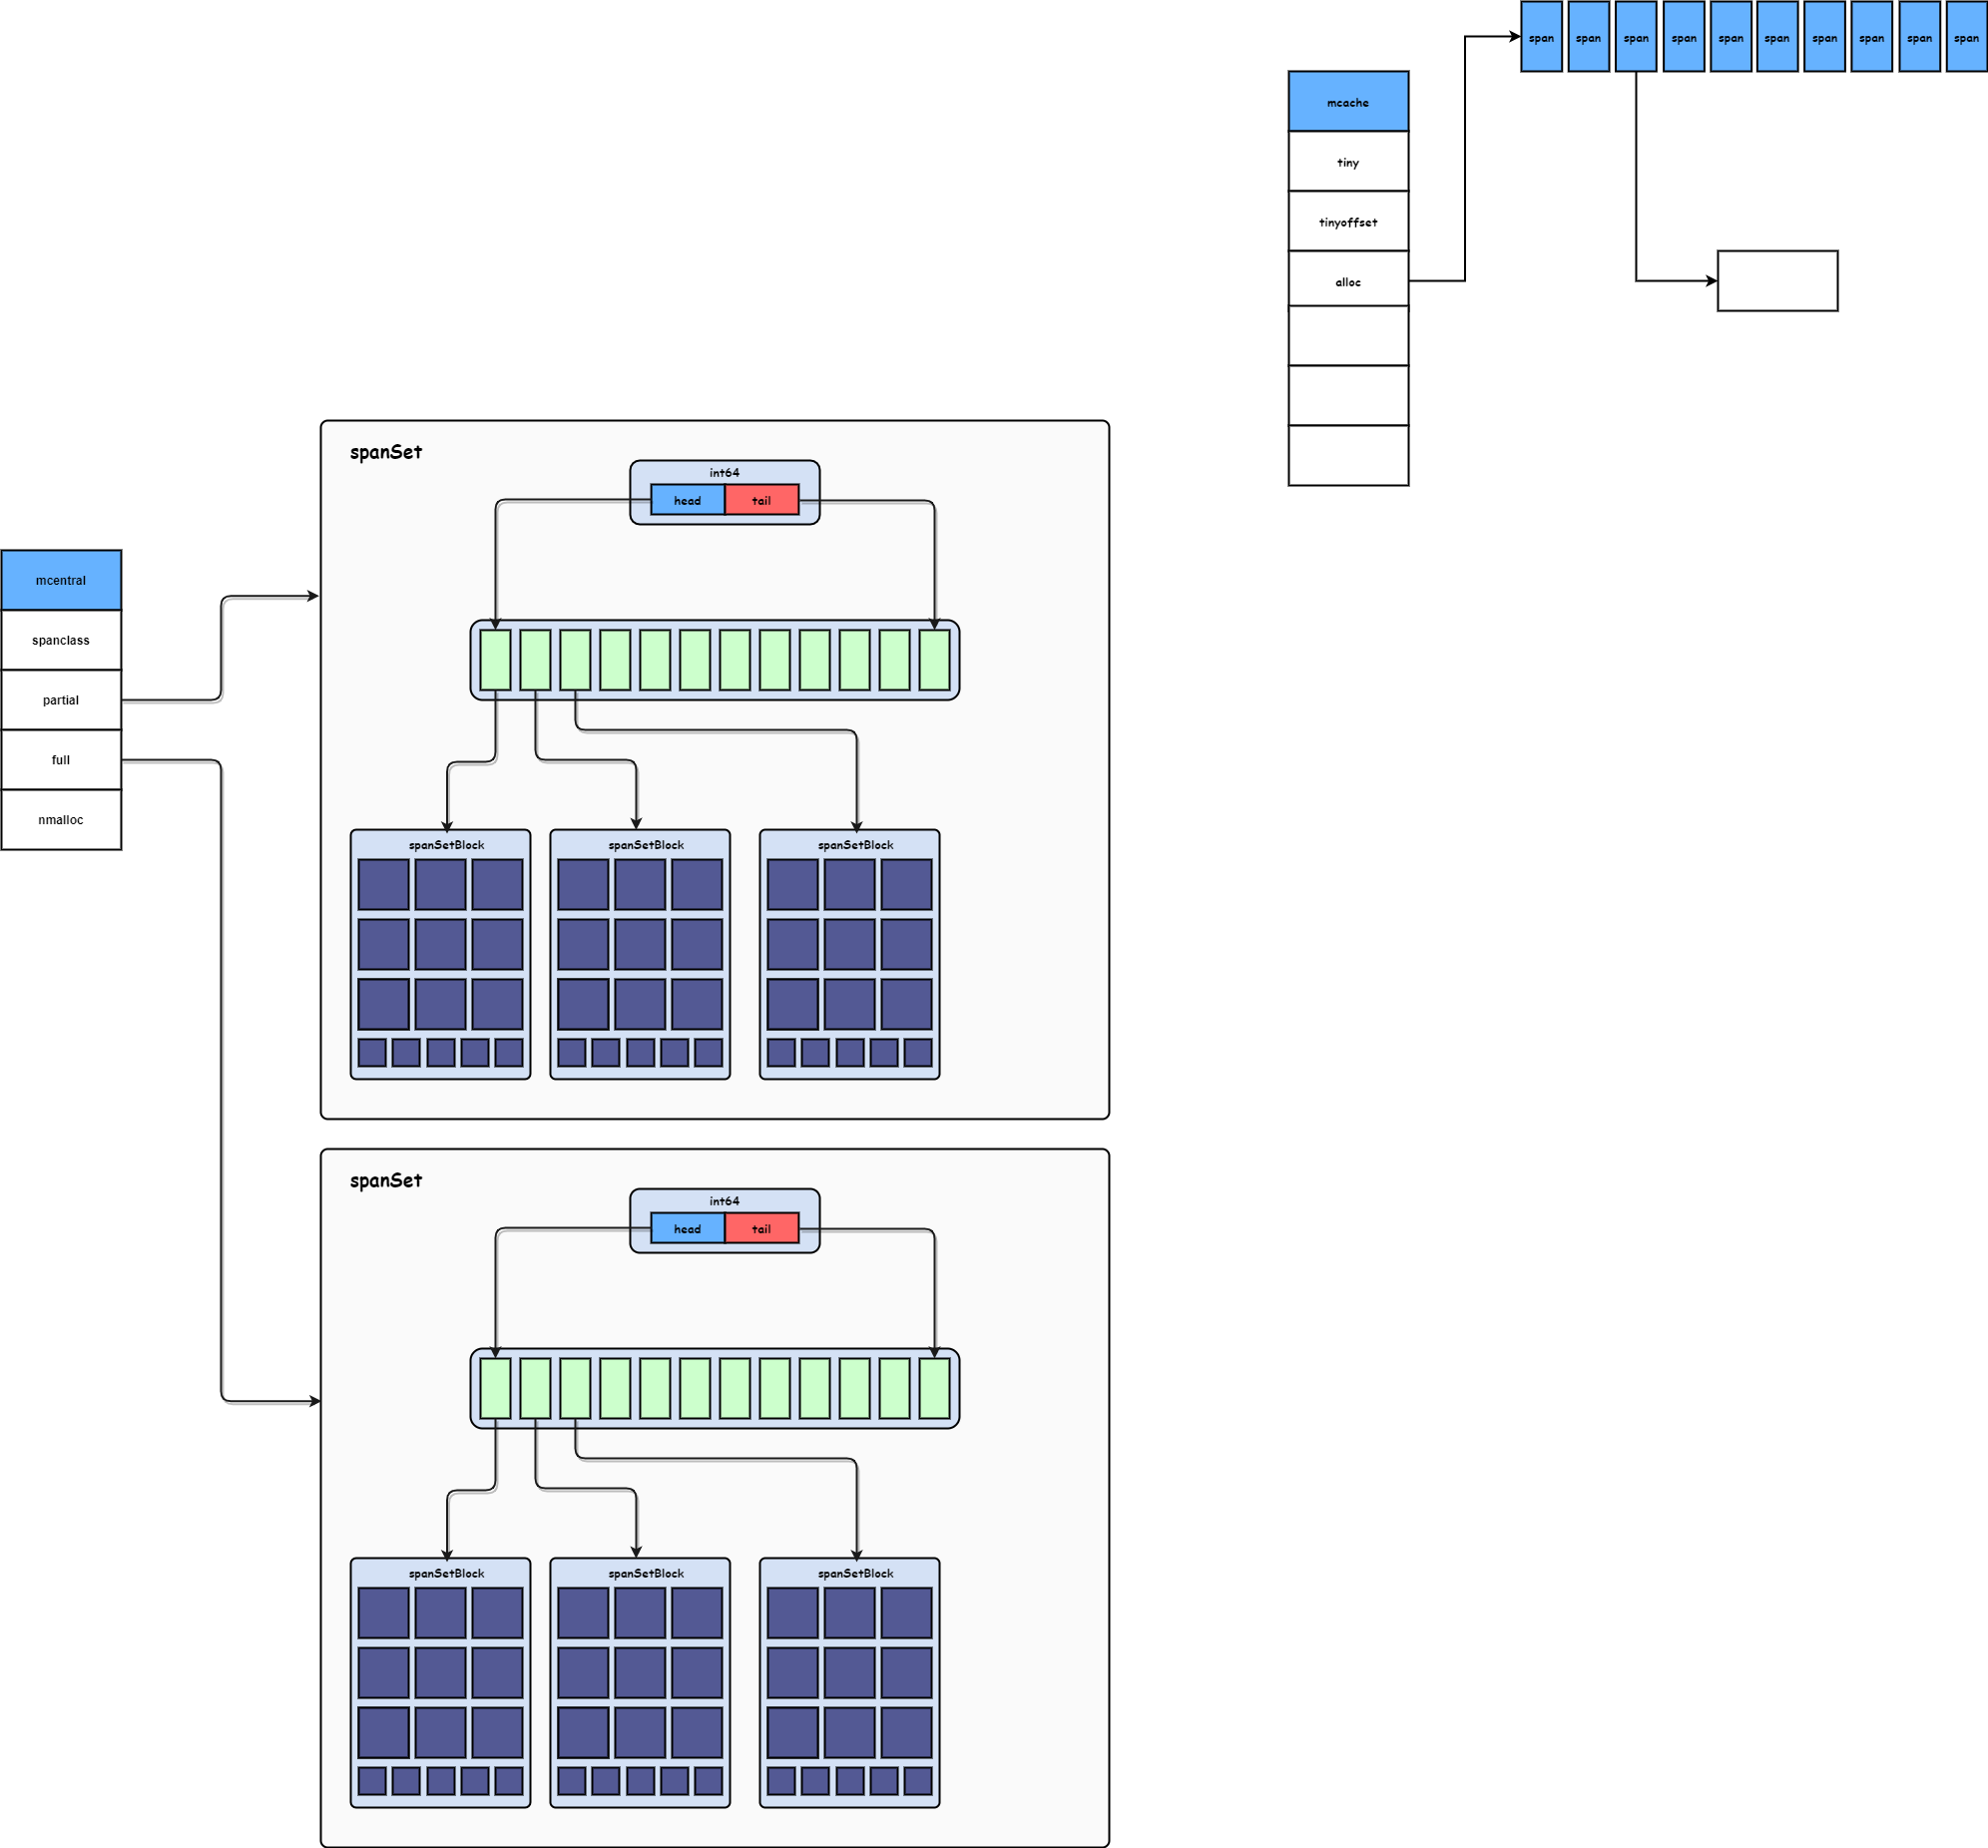 span
span
span
span
span
span
span
span
span
span
mcache
tiny
tinyoffset
alloc
mcentral
spanclass
partial
full
nmalloc
spanSet
int64
head
tail
spanSetBlock
spanSetBlock
spanSetBlock
spanSet
int64
head
tail
spanSetBlock
spanSetBlock
spanSetBlock